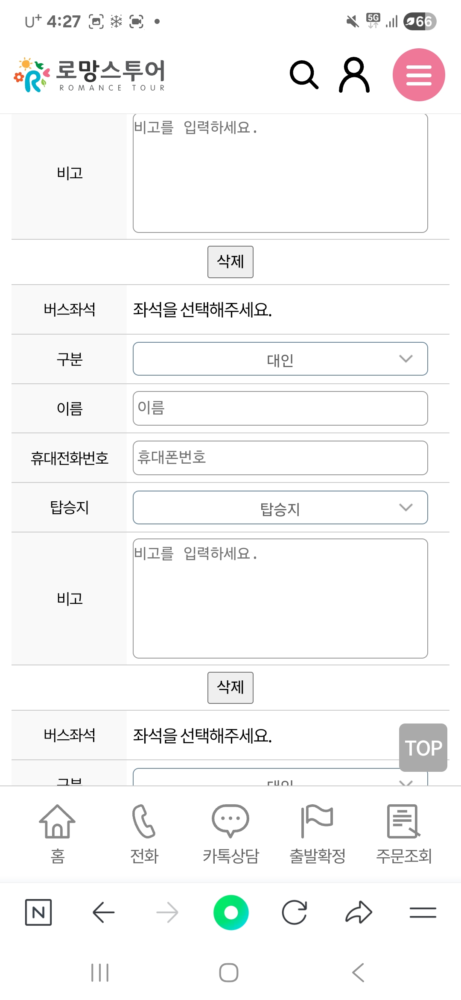 U+ 4:27 5G 66
로망스투어
ROMANCE TOUR
비고를 입력하세요.
비고
삭제
버스좌석 좌석을 선택해주세요.
구분 대인
이름 이름
휴대전화번호 휴대폰번호
탑승지 탑승지
비고를 입력하세요.
비고
삭제
버스좌석 좌석을 선택해주세요.
TOP
구분 대인
홈 전화 카톡상담 출발확정 주문조회
N